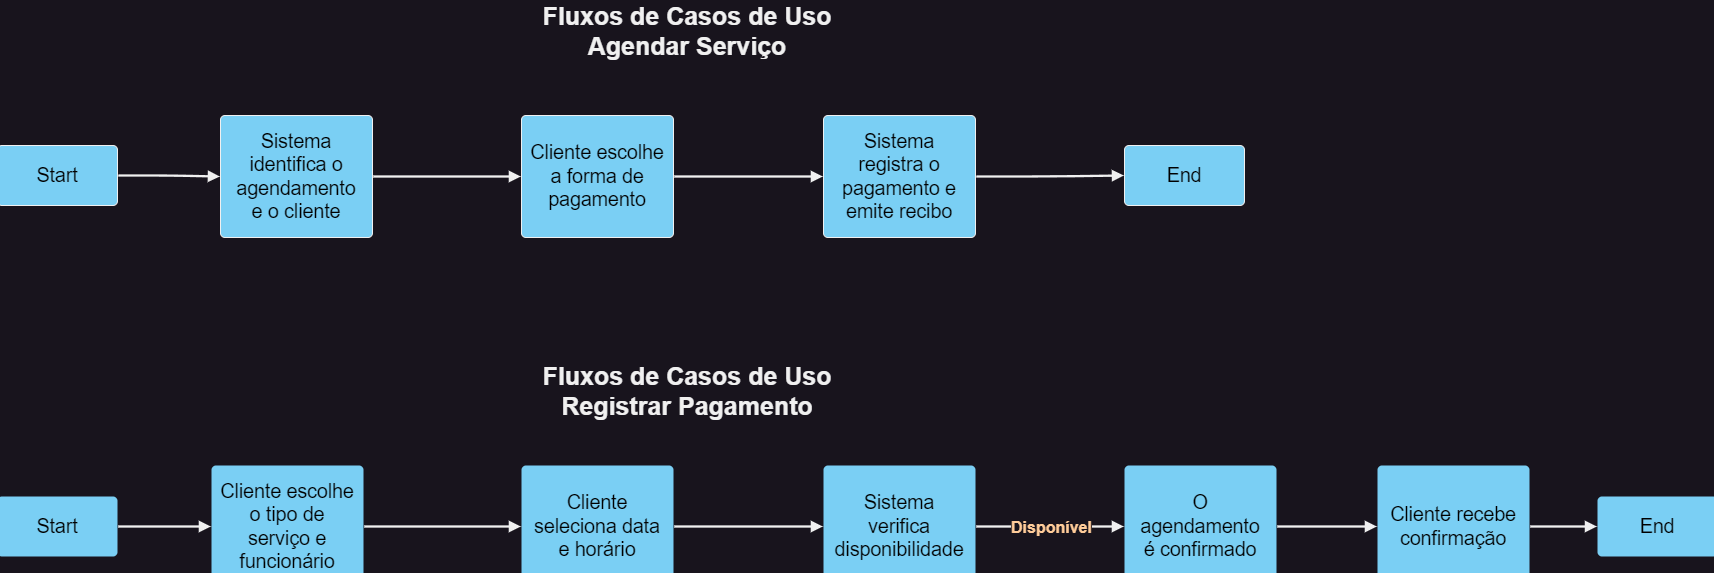 Fluxos de Casos de Uso
Agendar Serviço
Start
Sistema
identifica o
agendamento
e o cliente
Cliente escolhe
a forma de
pagamento
Sistema
registra o
pagamento e
emite recibo
End
Fluxos de Casos de Uso
Registrar Pagamento
Start
Cliente escolhe
o tipo de
serviço e
funcionário
Cliente
seleciona data
e horário
Sistema
verifica
disponibilidade
Disponível
O
agendamento
é confirmado
Cliente recebe
confirmação
End